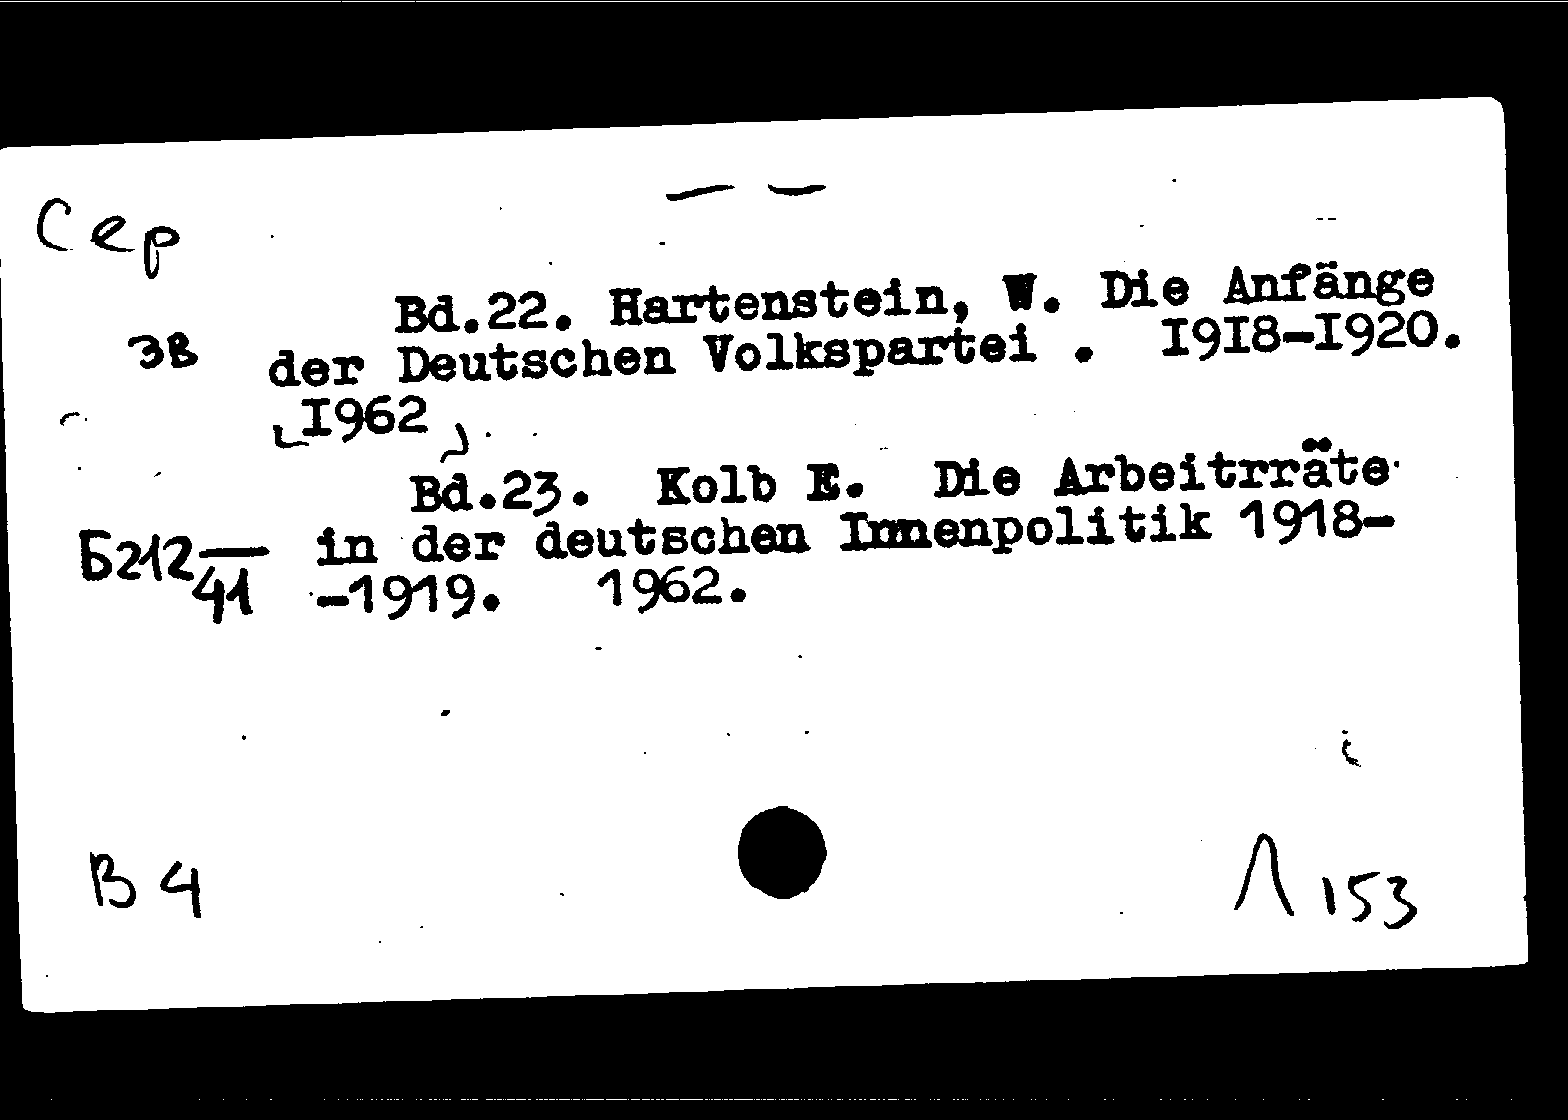 Сер
Bd.22. Hartenstein, W. Die Anfänge
ЗВ der Deutschen Volkspartei . I9I8-I920.
[I962].
Bd.23. Kolb E. Die Arbeitrräte
Б212—/41 in der deutschen Innenpolitik 1918-
-1919. 1962.
В 4
Л 153